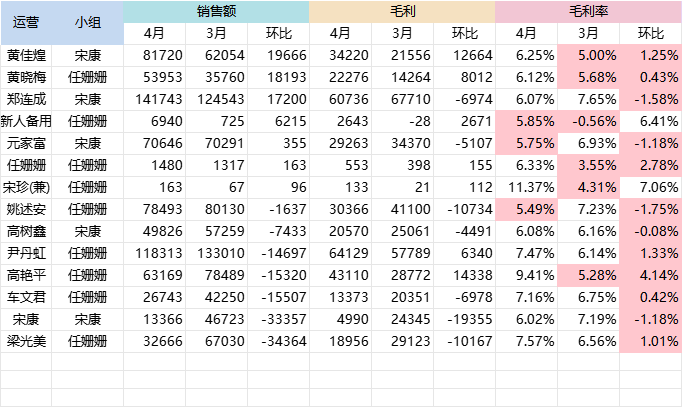 运营 小组 销售额 毛利 毛利率
4月 3月 环比 4月 3月 环比 4月 3月 环比
黄佳煌 宋康 81720 62054 19666 34220 21556 12664 6.25% 5.00% 1.25%
黄晓梅 任姗姗 53953 35760 18193 22276 14264 8012 6.12% 5.68% 0.43%
郑连成 宋康 141743 124543 17200 60736 67710 -6974 6.07% 7.65% -1.58%
新人备用 任姗姗 6940 725 6215 2643 -28 2671 5.85% -0.56% 6.41%
元家富 宋康 70646 70291 355 29263 34370 -5107 5.75% 6.93% -1.18%
任姗姗 任姗姗 1480 1317 163 553 398 155 6.33% 3.55% 2.78%
宋珍(兼) 任姗姗 163 67 96 133 21 112 11.37% 4.31% 7.06%
姚述安 任姗姗 78493 80130 -1637 30366 41100 -10734 5.49% 7.23% -1.75%
高树鑫 宋康 49826 57259 -7433 20570 25061 -4491 6.08% 6.16% -0.08%
尹丹虹 任姗姗 118313 133010 -14697 64129 57789 6340 7.47% 6.14% 1.33%
高艳平 任姗姗 63169 78489 -15320 43110 28772 14338 9.41% 5.28% 4.14%
车文君 任姗姗 26743 42250 -15507 13373 20351 -6978 7.16% 6.75% 0.42%
宋康 宋康 13366 46723 -33357 4990 24345 -19355 6.02% 7.19% -1.18%
梁光美 任姗姗 32666 67030 -34364 18956 29123 -10167 7.57% 6.56% 1.01%